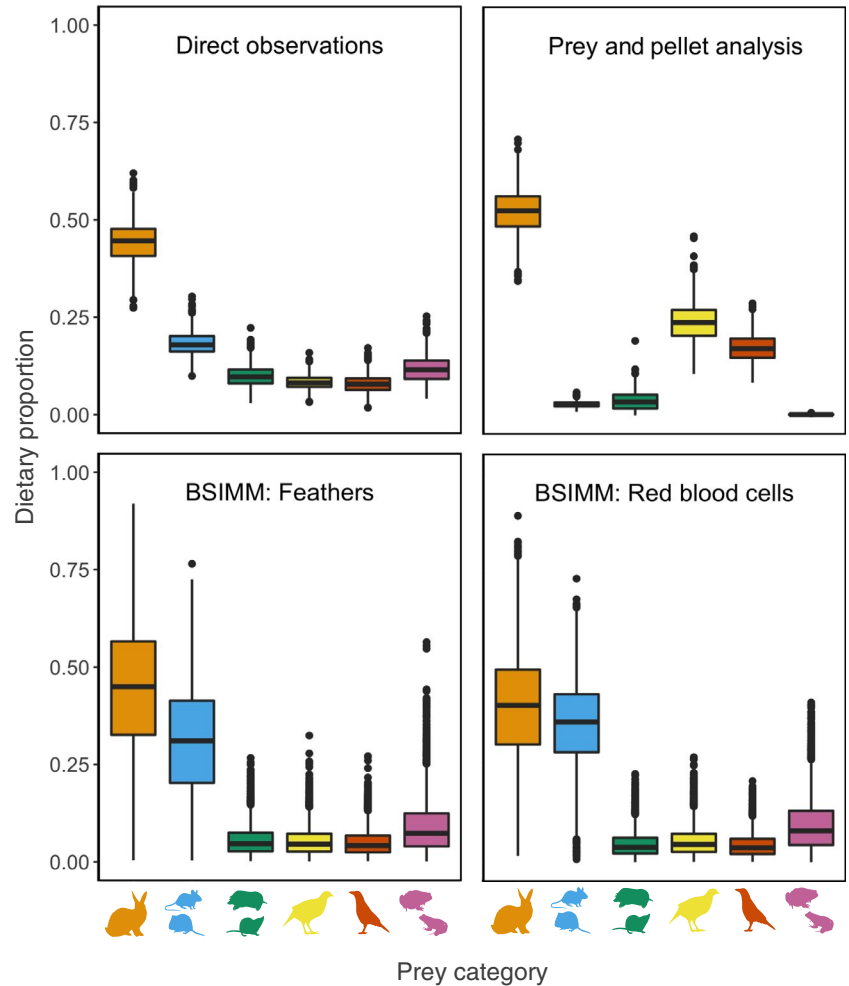 Direct observations
Prey and pellet analysis
1.00
0.75
0.50
0.25
0.00
Dietary proportion
BSIMM: Feathers
BSIMM: Red blood cells
1.00
0.75
0.50
0.25
0.00
Prey category